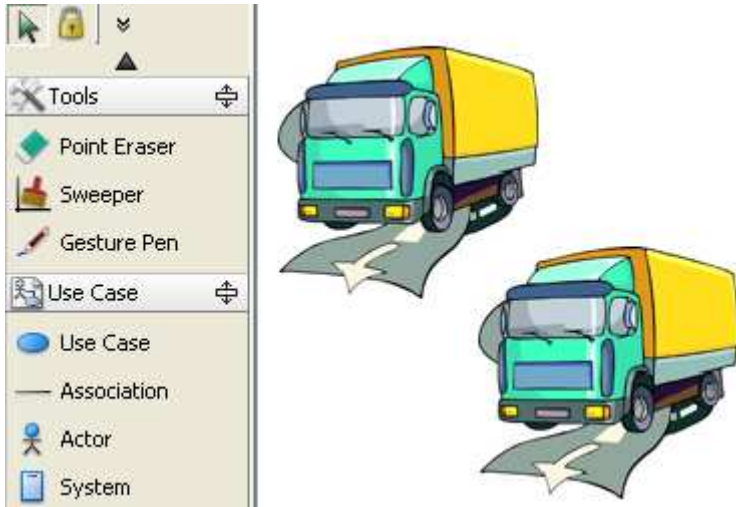 Tools
Point Eraser
Sweeper
Gesture Pen
Use Case
Use Case
Association
Actor
System